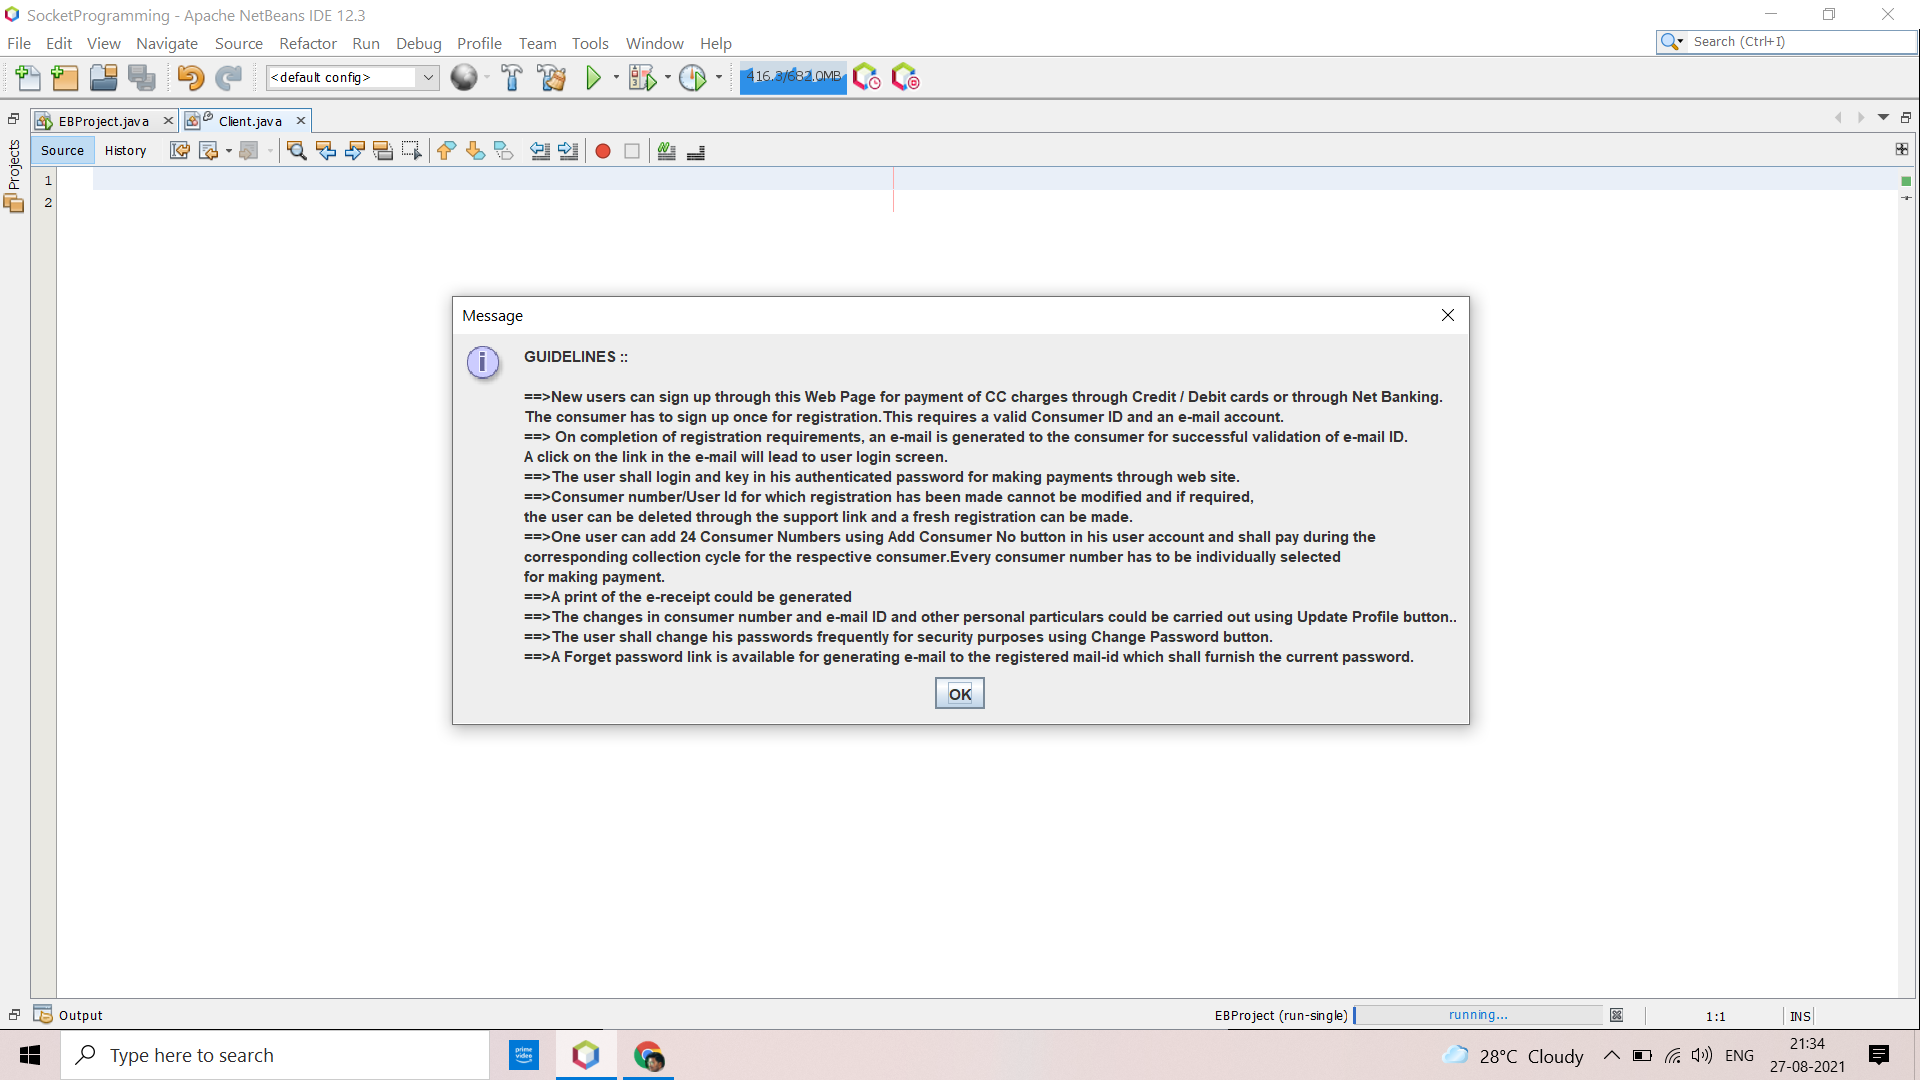 SocketProgramming - Apache NetBeans IDE 12.3
File Edit View Navigate Source Refactor Run Debug Profile Team Tools Window Help
Search (Ctrl+I)
<default config>
416.3/682.0MB
EBProject.java
Client.java
Source History
Projects
1
2
Message
GUIDELINES ::
==>New users can sign up through this Web Page for payment of CC charges through Credit / Debit cards or through Net Banking.
The consumer has to sign up once for registration.This requires a valid Consumer ID and an e-mail account.
==> On completion of registration requirements, an e-mail is generated to the consumer for successful validation of e-mail ID.
A click on the link in the e-mail will lead to user login screen.
==>The user shall login and key in his authenticated password for making payments through web site.
==>Consumer number/User Id for which registration has been made cannot be modified and if required,
the user can be deleted through the support link and a fresh registration can be made.
==>One user can add 24 Consumer Numbers using Add Consumer No button in his user account and shall pay during the
corresponding collection cycle for the respective consumer.Every consumer number has to be individually selected
for making payment.
==>A print of the e-receipt could be generated
==>The changes in consumer number and e-mail ID and other personal particulars could be carried out using Update Profile button..
==>The user shall change his passwords frequently for security purposes using Change Password button.
==>A Forget password link is available for generating e-mail to the registered mail-id which shall furnish the current password.
OK
Output
EBProject (run-single)
running...
1:1
INS
Type here to search
prime video
28°C Cloudy
ENG
21:34
27-08-2021